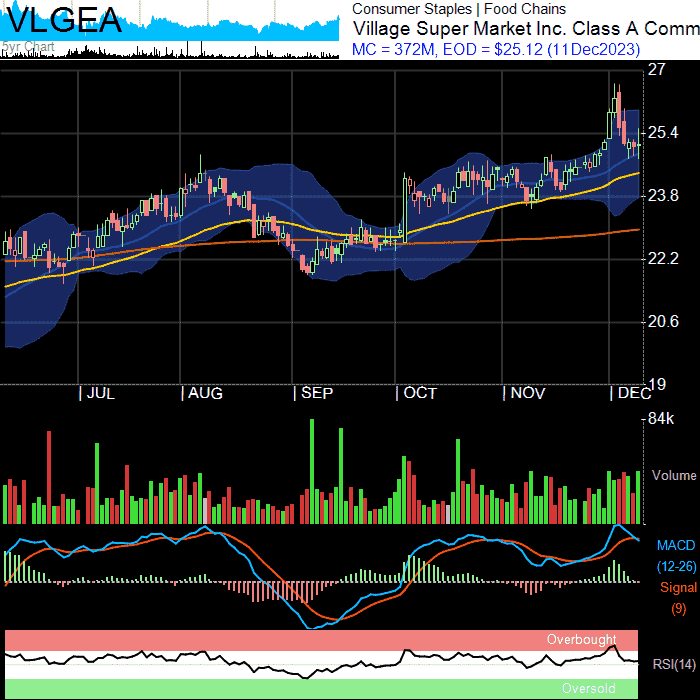 VLGEA
5yr Chart
Consumer Staples | Food Chains
Village Super Market Inc. Class A Comm
MC = 372M, EOD = $25.12 (11Dec2023)
27
25.4
23.8
22.2
20.6
19
| JUL | AUG | SEP | OCT | NOV | DEC
84k
Volume
MACD
(12-26)
Signal
(9)
Overbought
RSI(14)
Oversold